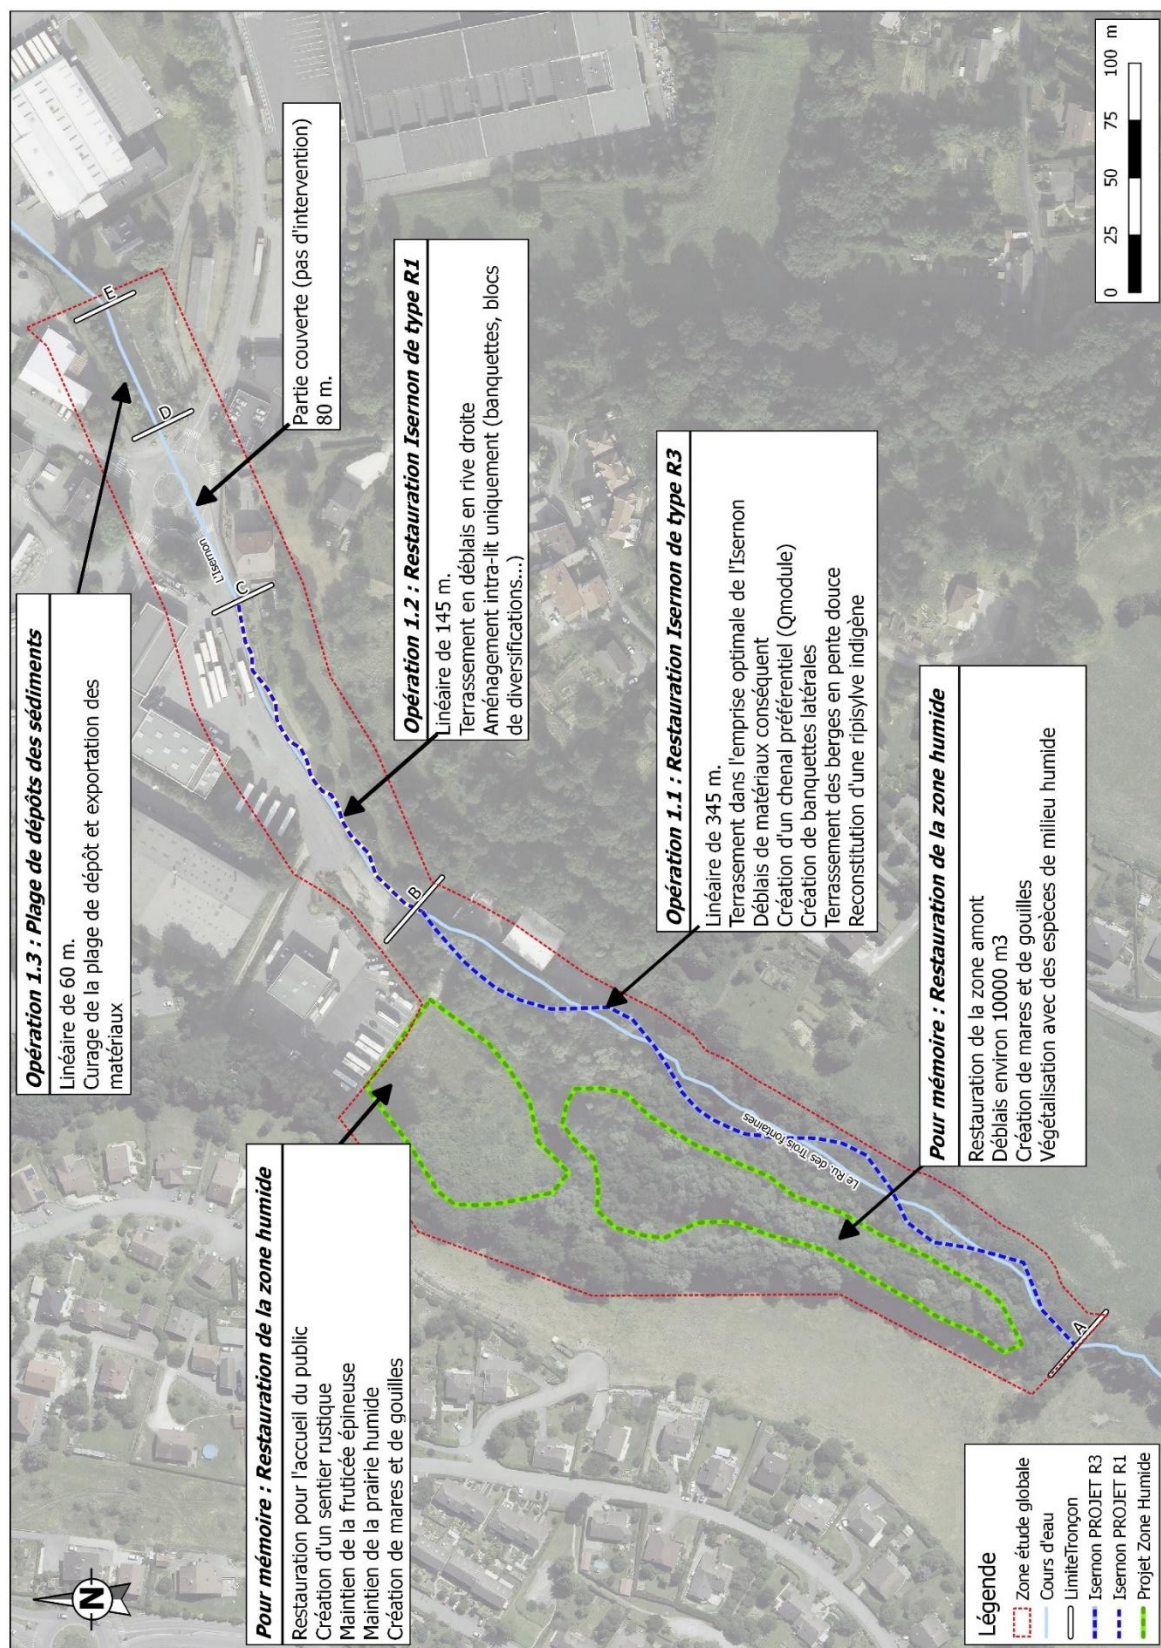 Opération 1.3 : Plage de dépôts des sédiments
Linéaire de 60 m.
Curage de la plage de dépôt et exportation des
matériaux
Partie couverte (pas d'intervention)
80 m.
Pour mémoire : Restauration de la zone humide
Restauration pour l'accueil du public
Création d'un sentier rustique
Maintien de la fruticée épineuse
Maintien de la prairie humide
Création de mares et de gouilles
Opération 1.2 : Restauration Isernon de type R1
Linéaire de 145 m.
Terrassement en déblais en rive droite
Aménagement intra-lit uniquement (banquettes, blocs
de diversifications...)
Opération 1.1 : Restauration Isernon de type R3
Linéaire de 345 m.
Terrasement dans l'emprise optimale de l'Isernon
Déblais de matériaux conséquent
Création d'un chenal préférentiel (Qmodule)
Création de banquettes latérales
Terrassement des berges en pente douce
Reconstitution d'une ripisylve indigène
Pour mémoire : Restauration de la zone humide
Restauration de la zone amont
Déblais environ 10000 m3
Création de mares et de gouilles
Végétalisation avec des espèces de milieu humide
E
D
L'Isernon
C
B
Le Ru. des Trois fontaines
A
N
Légende
Zone étude globale
Cours d'eau
LimiteTronçon
Isernon PROJET R3
Isernon PROJET R1
Projet Zone Humide
0 25 50 75 100 m